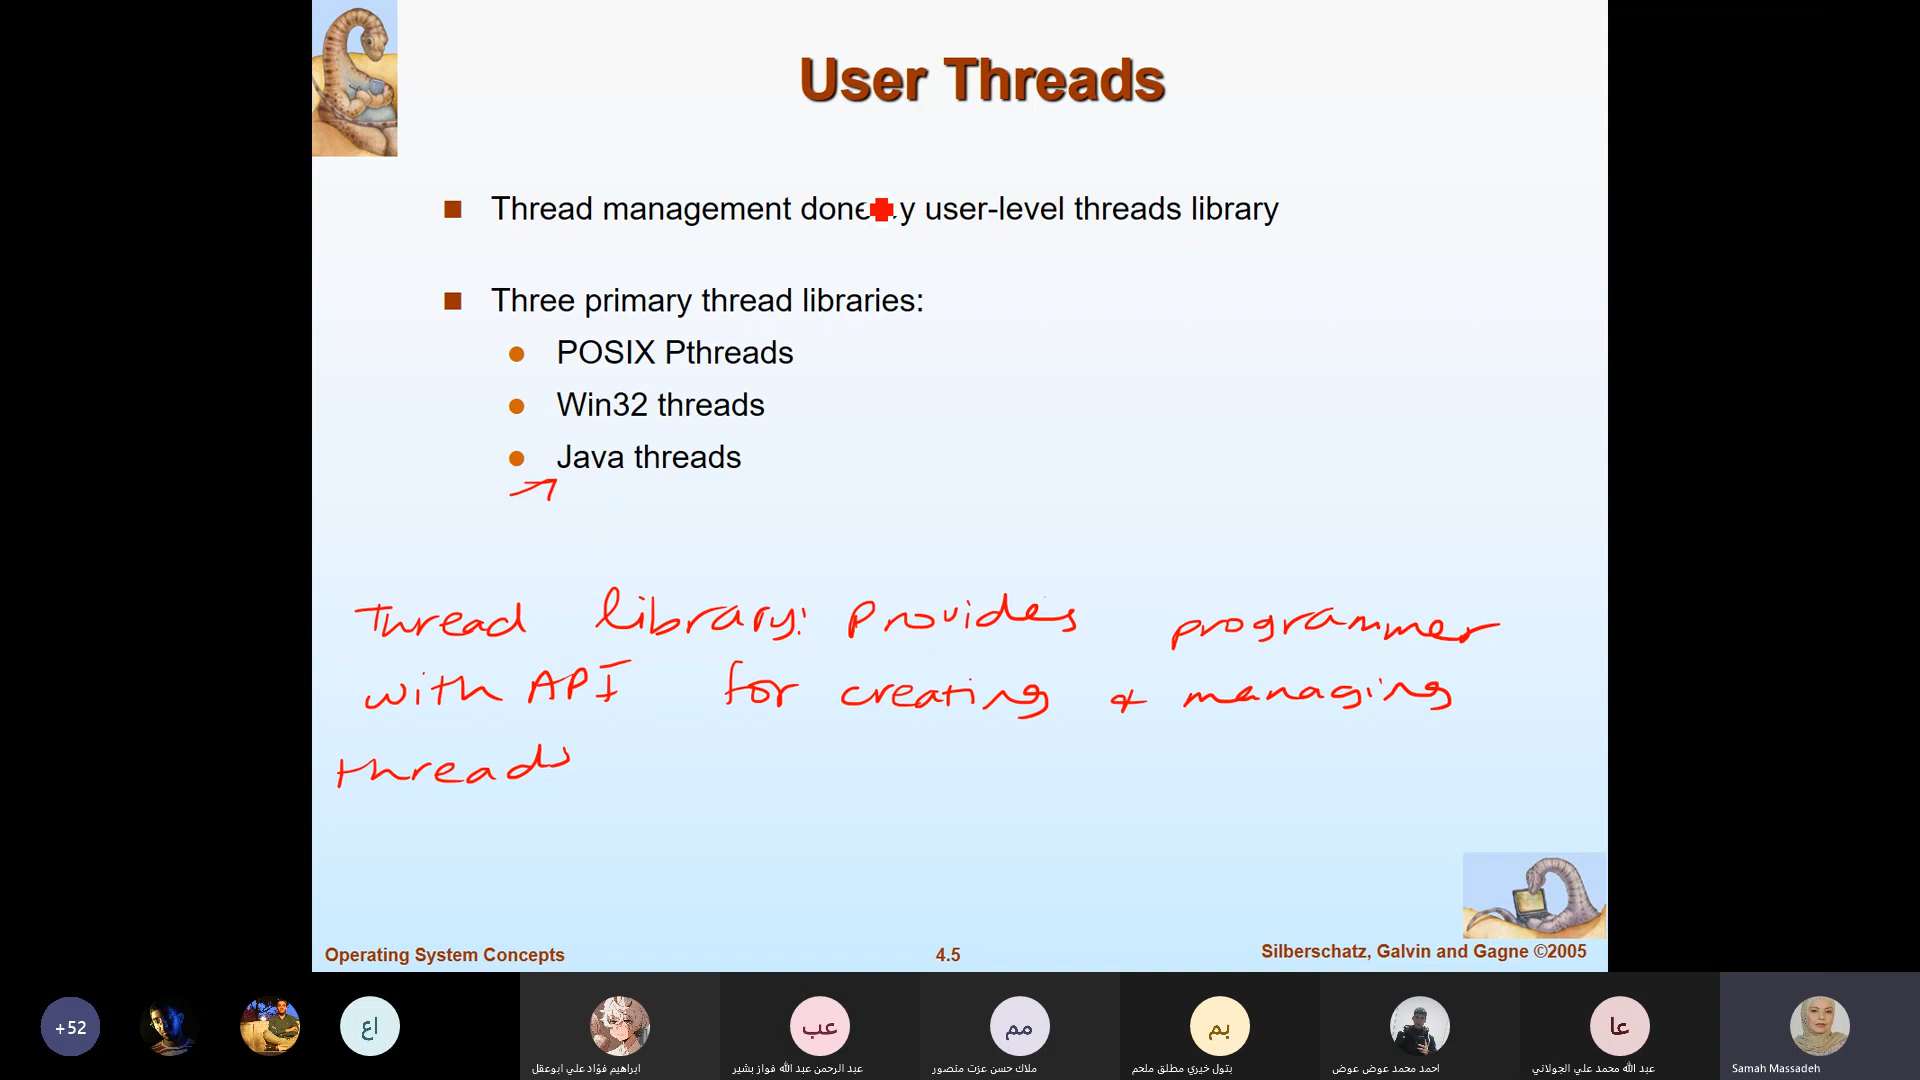 User Threads
Thread management done y user-level threads library
Three primary thread libraries:
POSIX Pthreads
Win32 threads
Java threads
Thread library: Provides programmer
with API for creating & managing
threads
Operating System Concepts
4.5
Silberschatz, Galvin and Gagne ©2005
+52
اع
عب
مم
بم
عا
ابراهيم فؤاد علي ابوعقل
عبد الرحمن عبد الله فواز بشير
ملاك حسن عزت منصور
بتول خيري مطلق ملحم
احمد محمد عوض عوض
عبد الله محمد علي الجولاني
Samah Massadeh